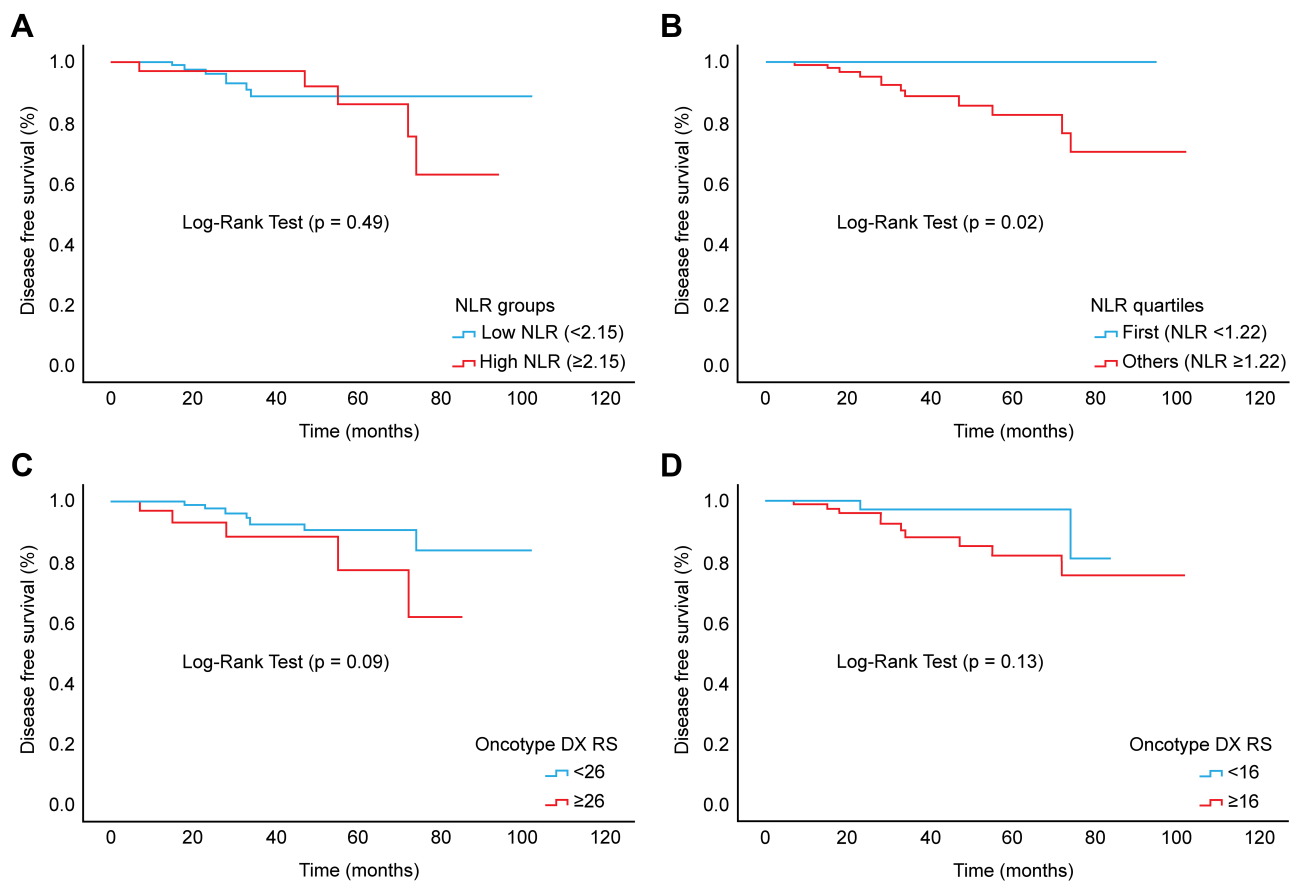 A
Disease free survival (%)
1.0
0.8
0.6
0.4
0.2
0.0
Log-Rank Test (p = 0.49)
NLR groups
Low NLR (<2.15)
High NLR (≥2.15)
0 20 40 60 80 100 120
Time (months)
B
Disease free survival (%)
1.0
0.8
0.6
0.4
0.2
0.0
Log-Rank Test (p = 0.02)
NLR quartiles
First (NLR <1.22)
Others (NLR ≥1.22)
0 20 40 60 80 100 120
Time (months)
C
Disease free survival (%)
1.0
0.8
0.6
0.4
0.2
0.0
Log-Rank Test (p = 0.09)
Oncotype DX RS
<26
≥26
0 20 40 60 80 100 120
Time (months)
D
Disease free survival (%)
1.0
0.8
0.6
0.4
0.2
0.0
Log-Rank Test (p = 0.13)
Oncotype DX RS
<16
≥16
0 20 40 60 80 100 120
Time (months)